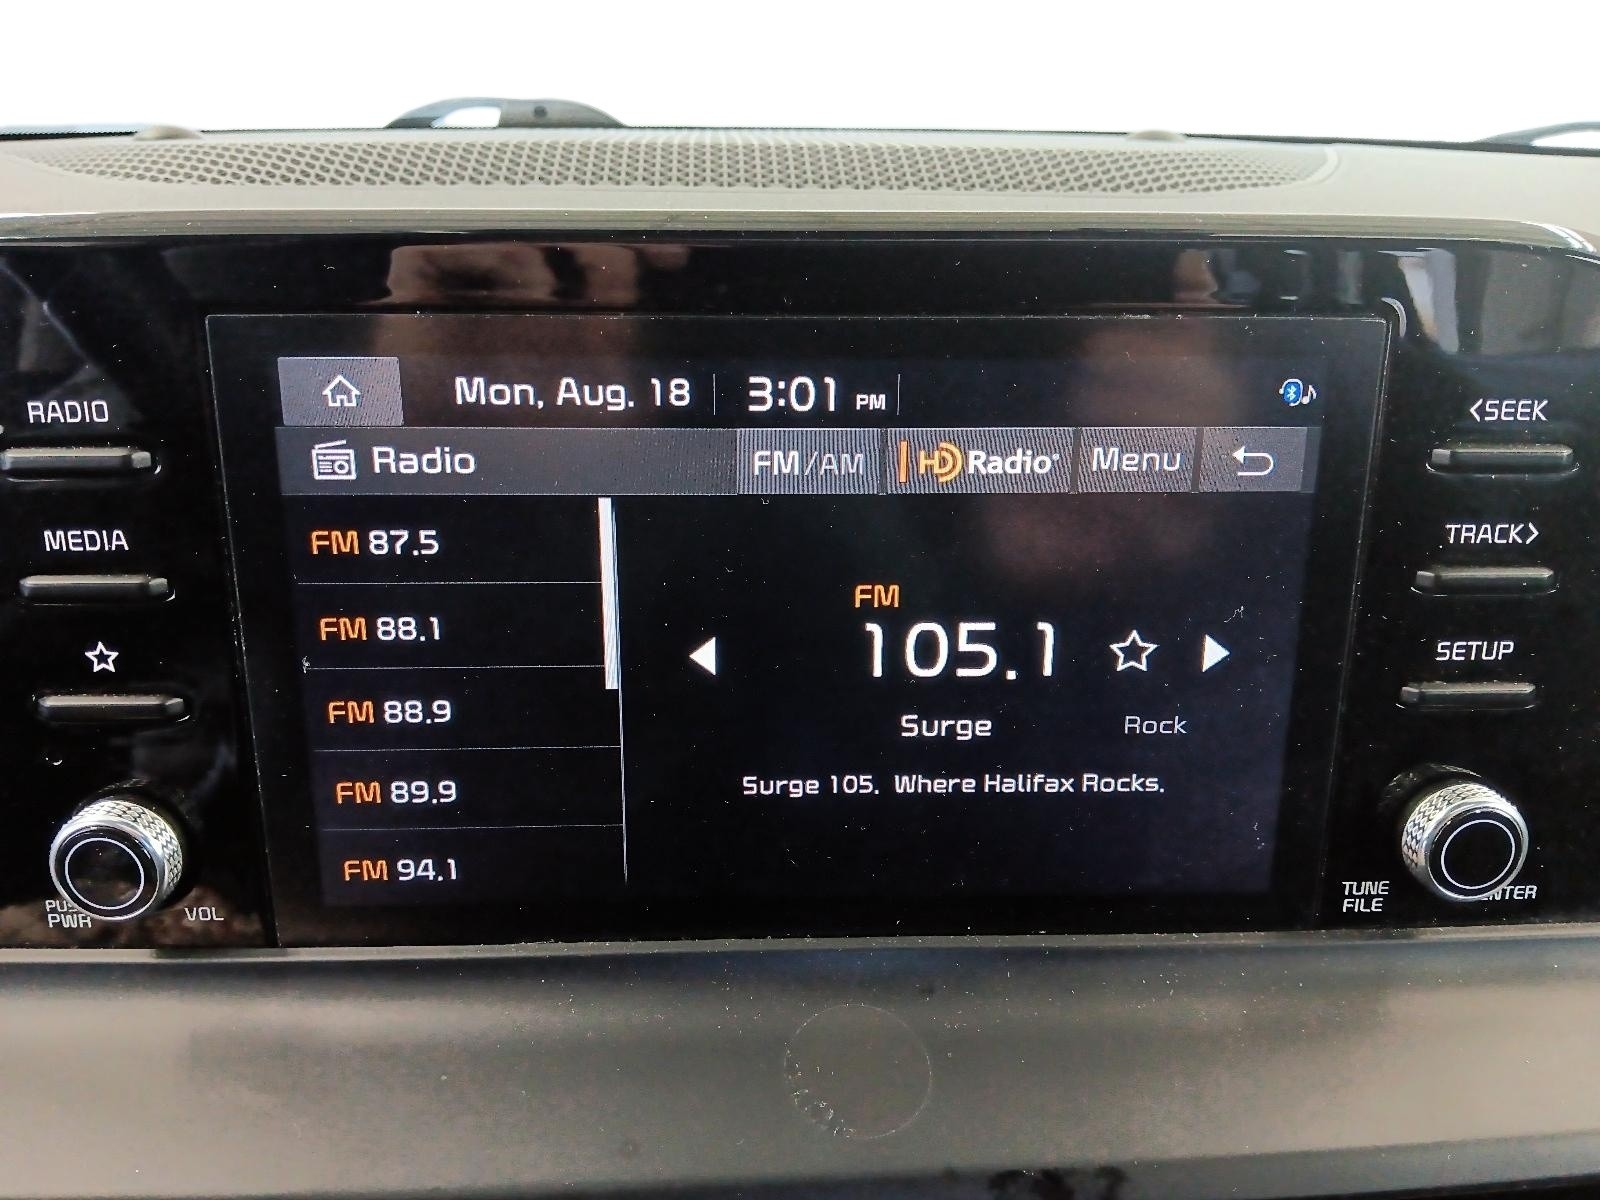 Mon, Aug. 18 3:01 PM
Radio FM/AM HD Radio Menu
FM 87.5
FM 88.1
FM 88.9
FM 89.9
FM 94.1
FM
105.1
Surge Rock
Surge 105. Where Halifax Rocks.
RADIO
MEDIA
PWR
VOL
<SEEK
TRACK>
SETUP
TUNE
FILE